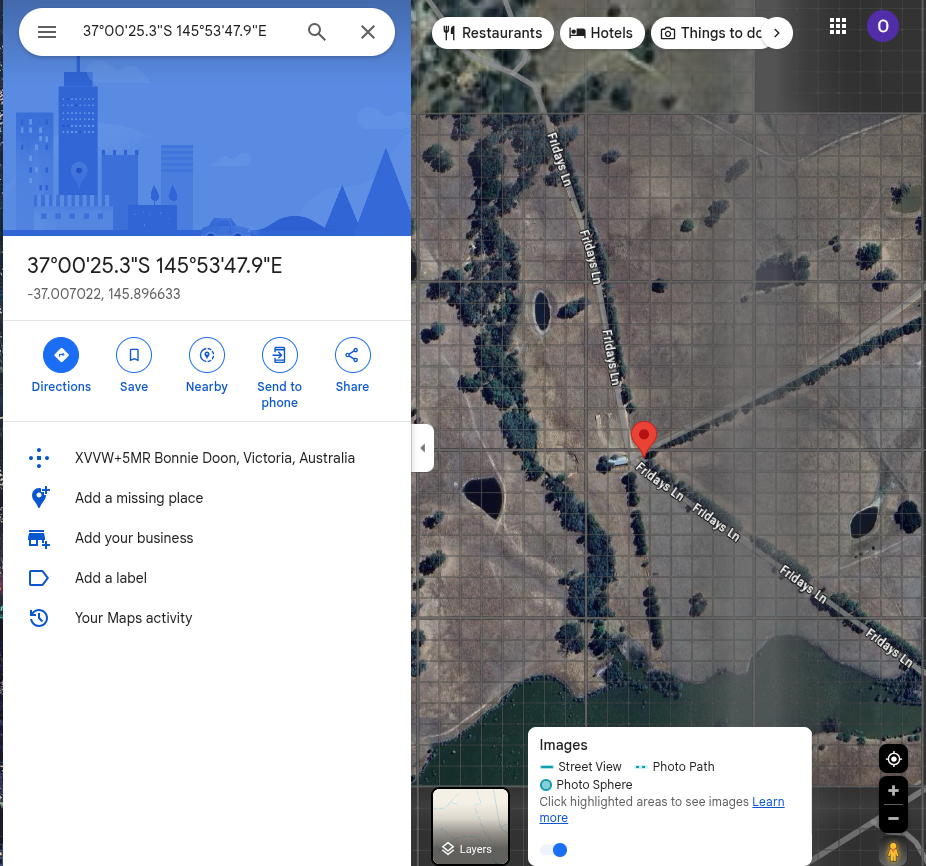 37°00'25.3"S 145°53'47.9"E
Restaurants
Hotels
Things to do
O
37°00'25.3"S 145°53'47.9"E
-37.007022, 145.896633
Directions
Save
Nearby
Send to
phone
Share
XVVW+5MR Bonnie Doon, Victoria, Australia
Add a missing place
Add your business
Add a label
Your Maps activity
Fridays Ln
Fridays Ln
Fridays Ln
Fridays Ln
Fridays Ln
Fridays Ln
Fridays Ln
Images
Street View
Photo Path
Photo Sphere
Click highlighted areas to see images Learn
more
Layers